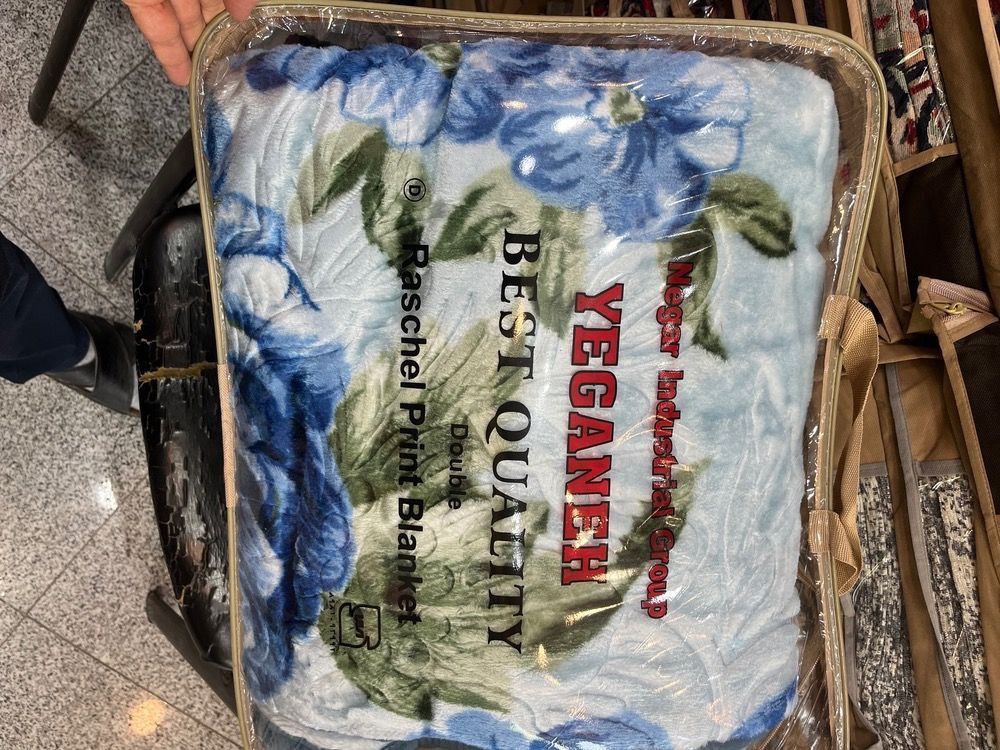 Negar Industrial Group
YEGANEH
BEST QUALITY
Double
Ⓓ Raschel Print Blanket